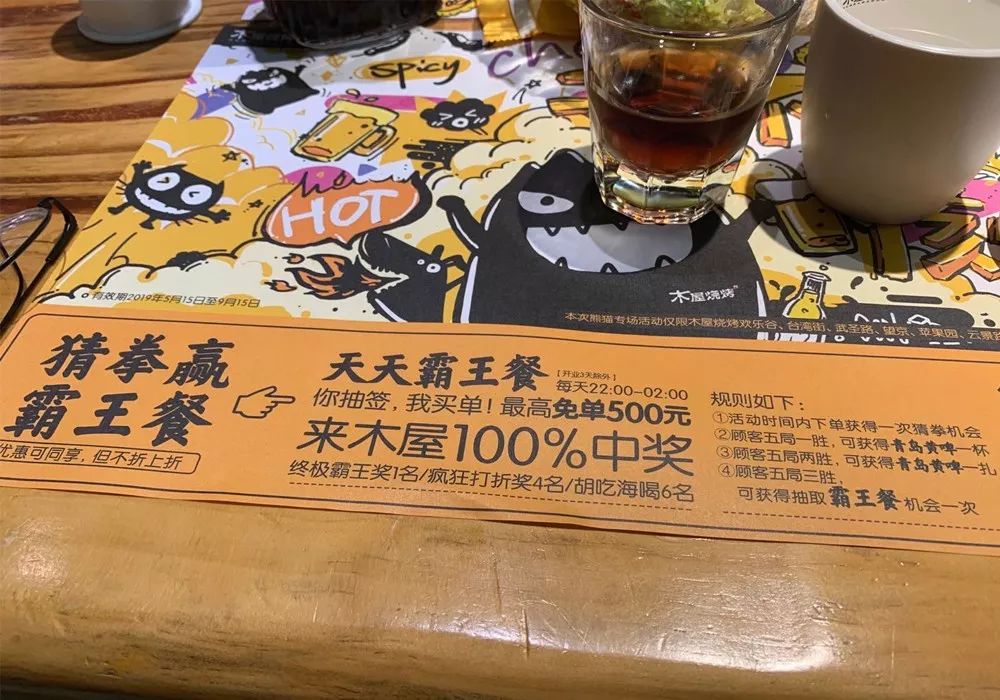 spicy
HOT
有效期2019年5月15日至9月15日
木屋烧烤
本次熊猫专场活动仅限木屋烧烤欢乐谷、台湾街、武圣路、望京、苹果园、云景
猜拳赢
霸王餐
优惠可同享，但不折上折
天天霸王餐
[开业3天除外]
每天22:00-02:00
你抽签，我买单！最高免单500元
来木屋100%中奖
终极霸王奖1名/疯狂打折奖4名/胡吃海喝6名
规则如下：
①活动时间内下单获得一次猜拳机会
②顾客五局一胜，可获得青岛黄啤一杯
③顾客五局两胜，可获得青岛黄啤一扎
④顾客五局三胜，
可获得抽取霸王餐机会一次